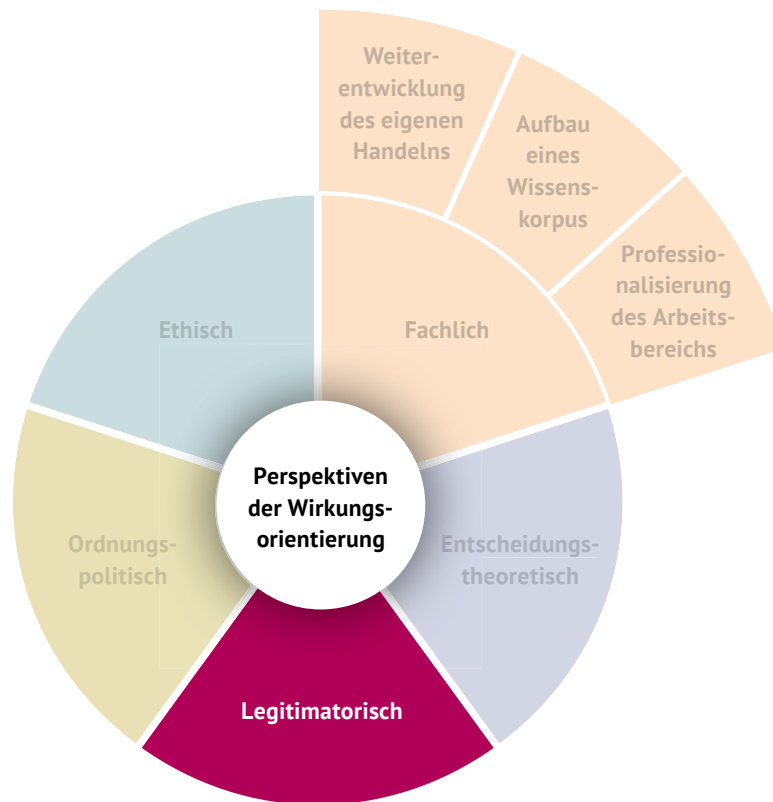 Weiter-
entwicklung
des eigenen
Handelns
Aufbau
eines
Wissens-
korpus
Professio-
nalisierung
des Arbeits-
bereichs
Ethisch
Fachlich
Perspektiven
der Wirkungs-
orientierung
Ordnungs-
politisch
Entscheidungs-
theoretisch
Legitimatorisch